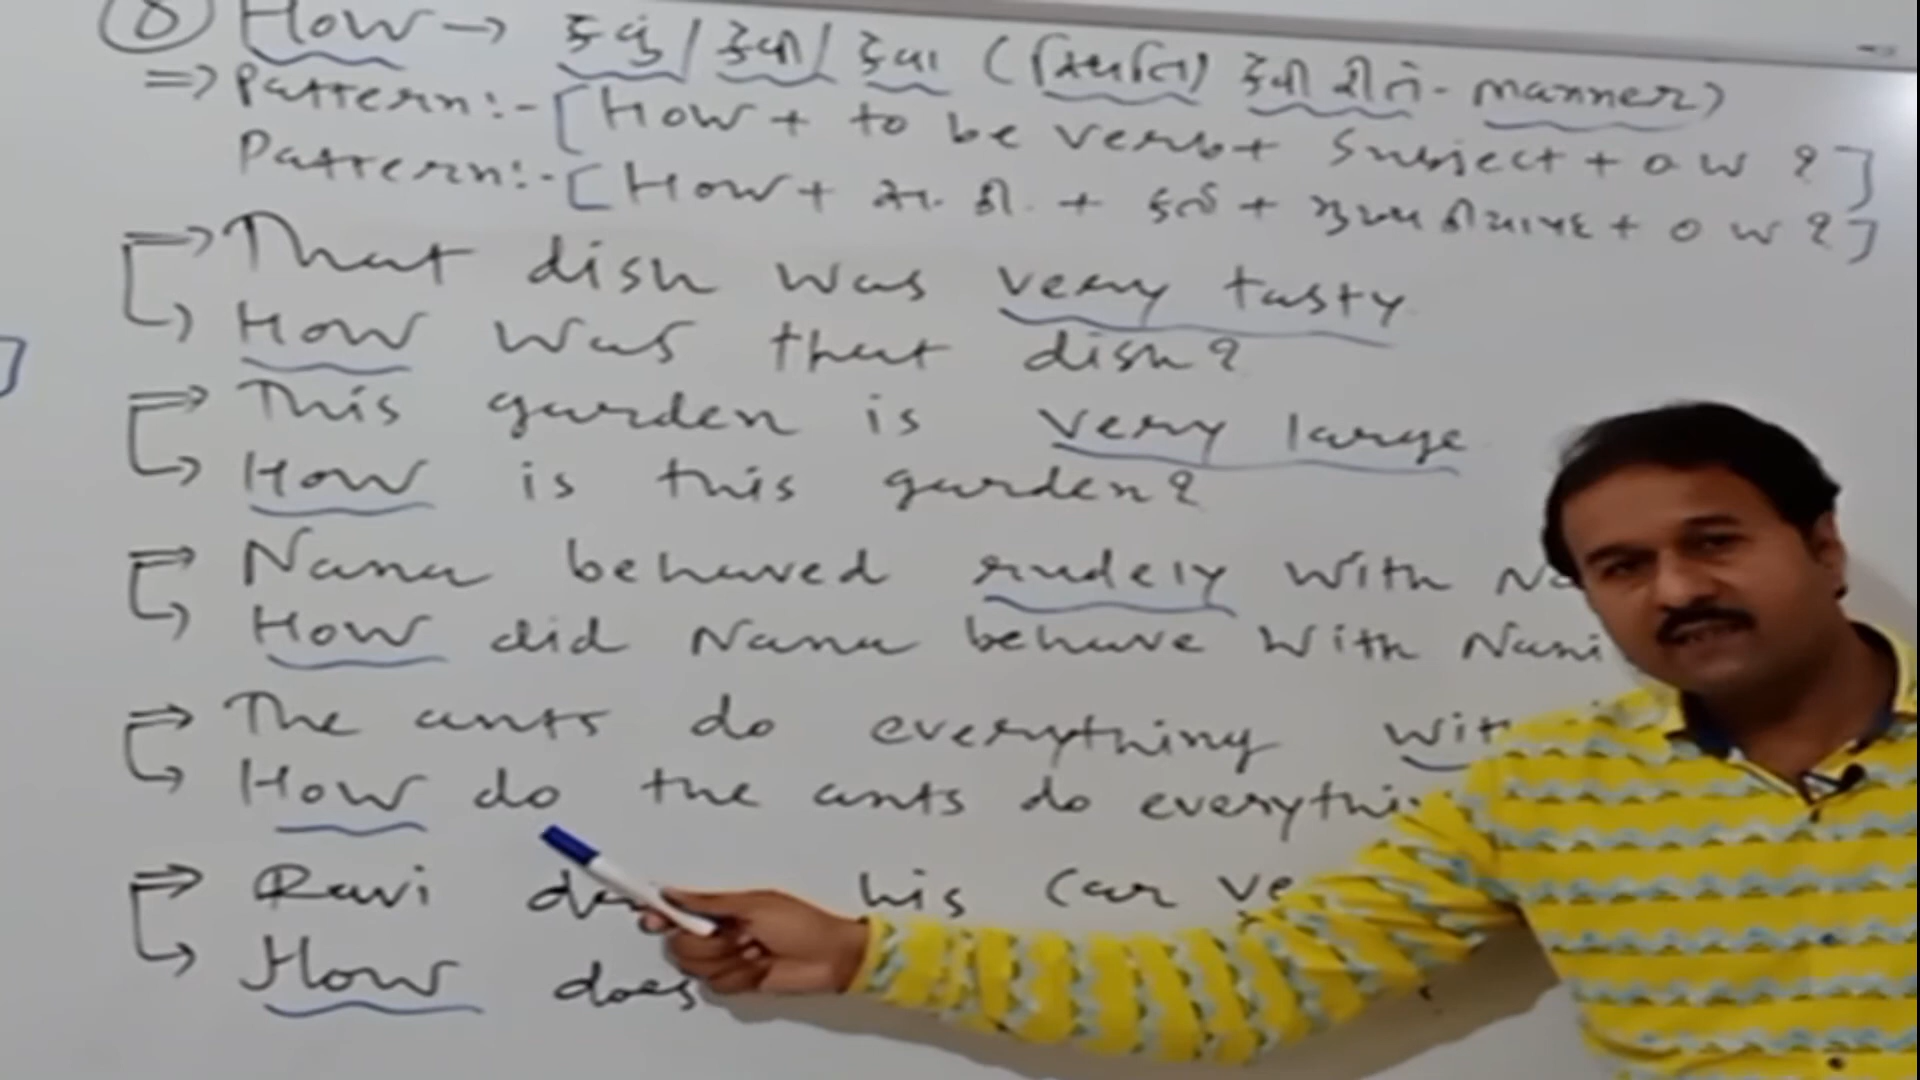 ⑧ How → કેવું/કેવી/કેવા (સ્થિતિ) કેવી રીતે - manner)
⇒ Pattern:- [How + to be verb + subject + o w ?]
Pattern:- [How + સા. ક્રિ. + કર્તા + મુખ્ય ક્રિયાપદ + o w ?]
⇒ That dish was very tasty
↳ How was that dish?
⇒ This garden is very large
↳ How is this garden?
⇒ Nana behaved rudely with
↳ How did Nana behave with Nani
⇒ The ants do everything
↳ How do the ants do
⇒ Ravi his car
↳ How does